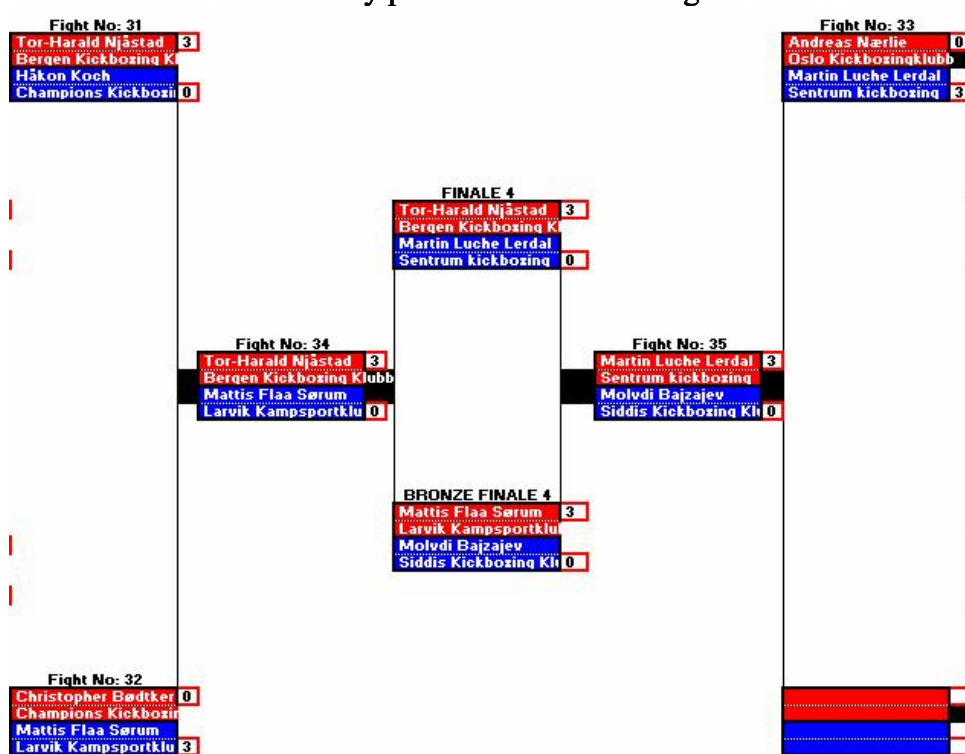 Fight No: 31
Tor-Harald Njåstad 3
Bergen Kickboxing Kl
Håkon Koch
Champions Kickboxin 0
Fight No: 33
Andreas Nærlie 0
Oslo Kickboxingklubb
Martin Luche Lerdal
Sentrum kickboxing 3
FINALE 4
Tor-Harald Njåstad 3
Bergen Kickboxing Kl
Martin Luche Lerdal
Sentrum kickboxing 0
Fight No: 34
Tor-Harald Njåstad 3
Bergen Kickboxing Klubb
Mattis Flaa Sørum
Larvik Kampsportklu 0
Fight No: 35
Martin Luche Lerdal 3
Sentrum kickboxing
Molvdi Bajzajev
Siddis Kickboxing Klu 0
BRONZE FINALE 4
Mattis Flaa Sørum 3
Larvik Kampsportklu
Molvdi Bajzajev
Siddis Kickboxing Klu 0
Fight No: 32
Christopher Bødtker 0
Champions Kickboxin
Mattis Flaa Sørum
Larvik Kampsportklu 3